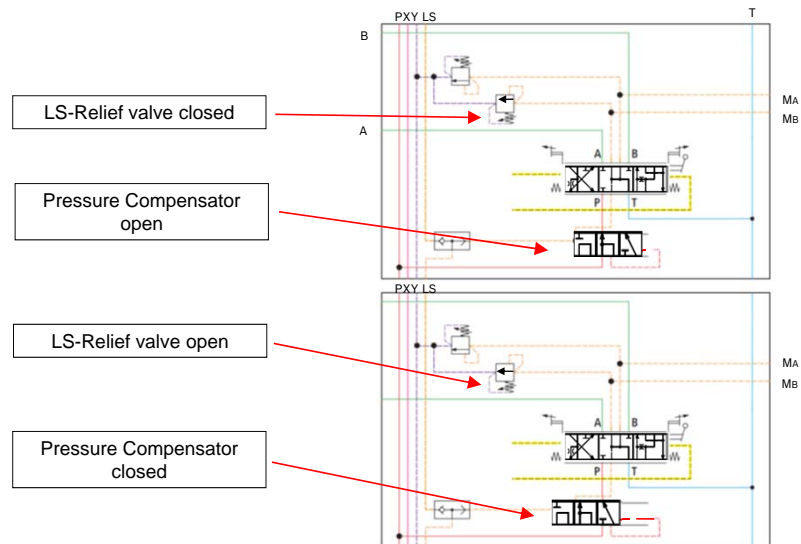 PXY LS
T
B
MA
MB
LS-Relief valve closed
A
A B
Pressure Compensator
open
P T
PXY LS
LS-Relief valve open
MA
MB
A B
Pressure Compensator
closed
P T